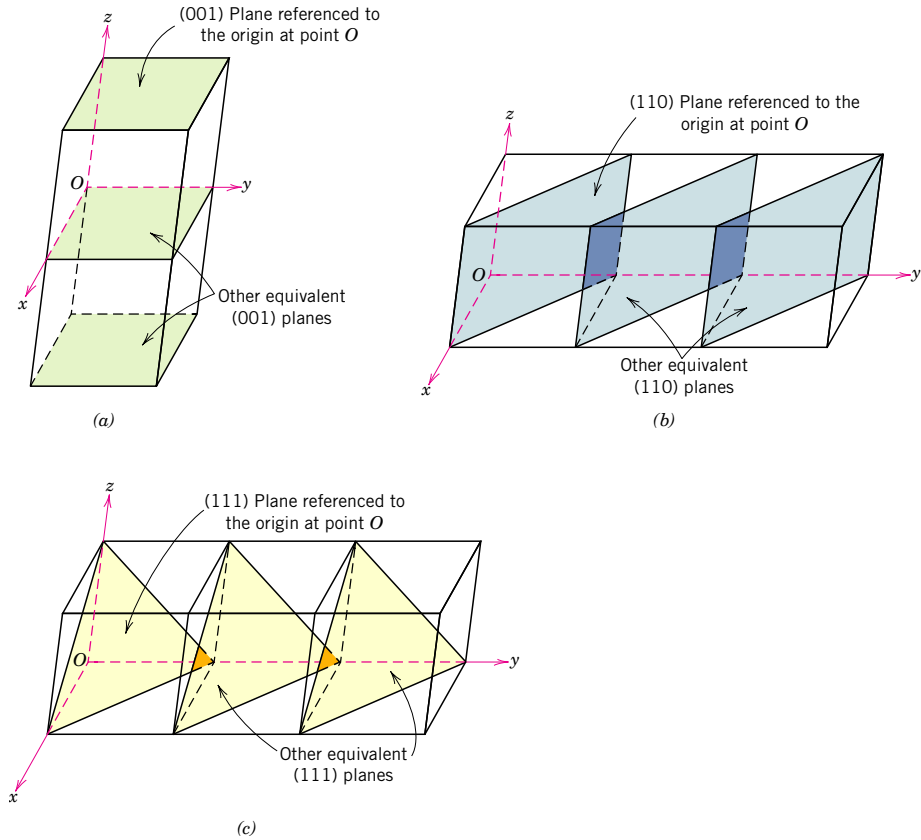 z
(001) Plane referenced to
the origin at point O
O
y
x
Other equivalent
(001) planes
(a)
(110) Plane referenced to the
origin at point O
z
O
y
x
Other equivalent
(110) planes
(b)
z
(111) Plane referenced to
the origin at point O
O
y
x
Other equivalent
(111) planes
(c)